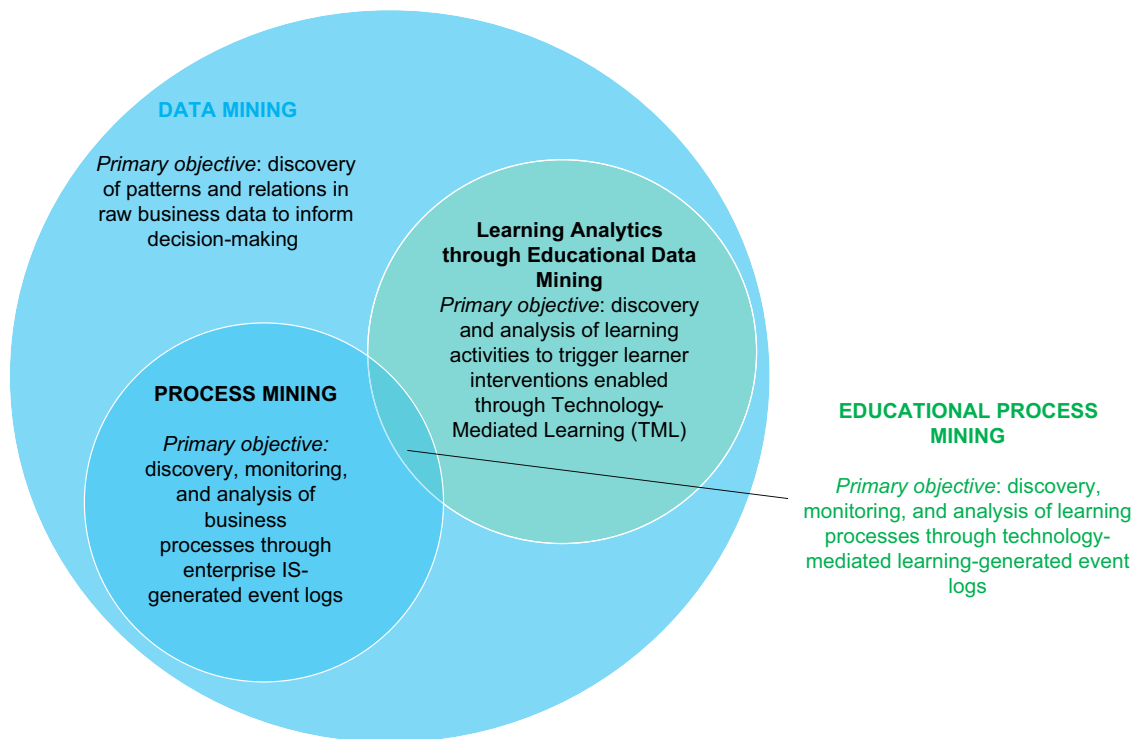 DATA MINING
Primary objective: discovery
of patterns and relations in
raw business data to inform
decision-making
Learning Analytics
through Educational Data
Mining
Primary objective: discovery
and analysis of learning
activities to trigger learner
interventions enabled
through Technology-
Mediated Learning (TML)
PROCESS MINING
Primary objective:
discovery, monitoring,
and analysis of
business
processes through
enterprise IS-
generated event logs
EDUCATIONAL PROCESS
MINING
Primary objective: discovery,
monitoring, and analysis of learning
processes through technology-
mediated learning-generated event
logs